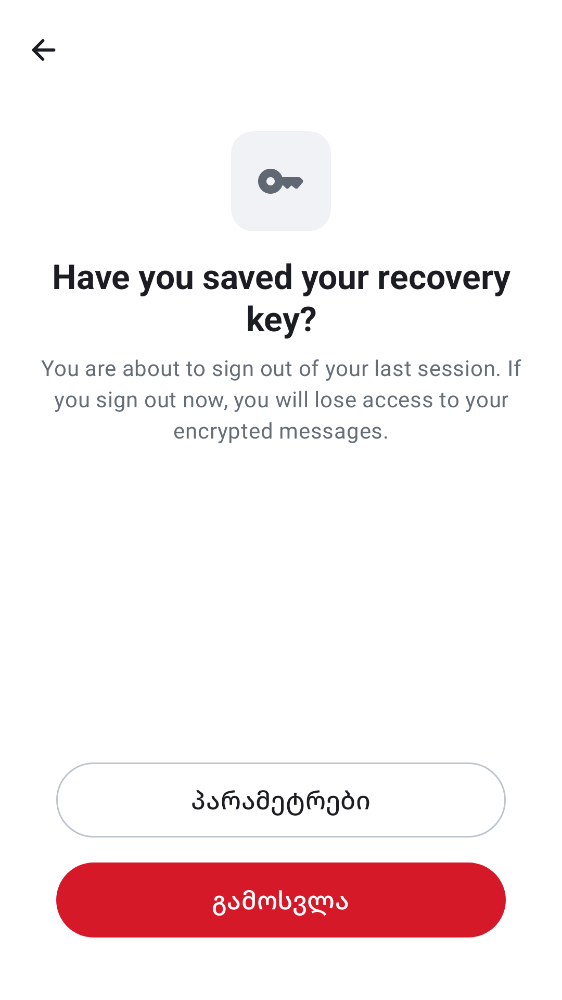 Have you saved your recovery
key?
You are about to sign out of your last session. If
you sign out now, you will lose access to your
encrypted messages.
პარამეტრები
გამოსვლა